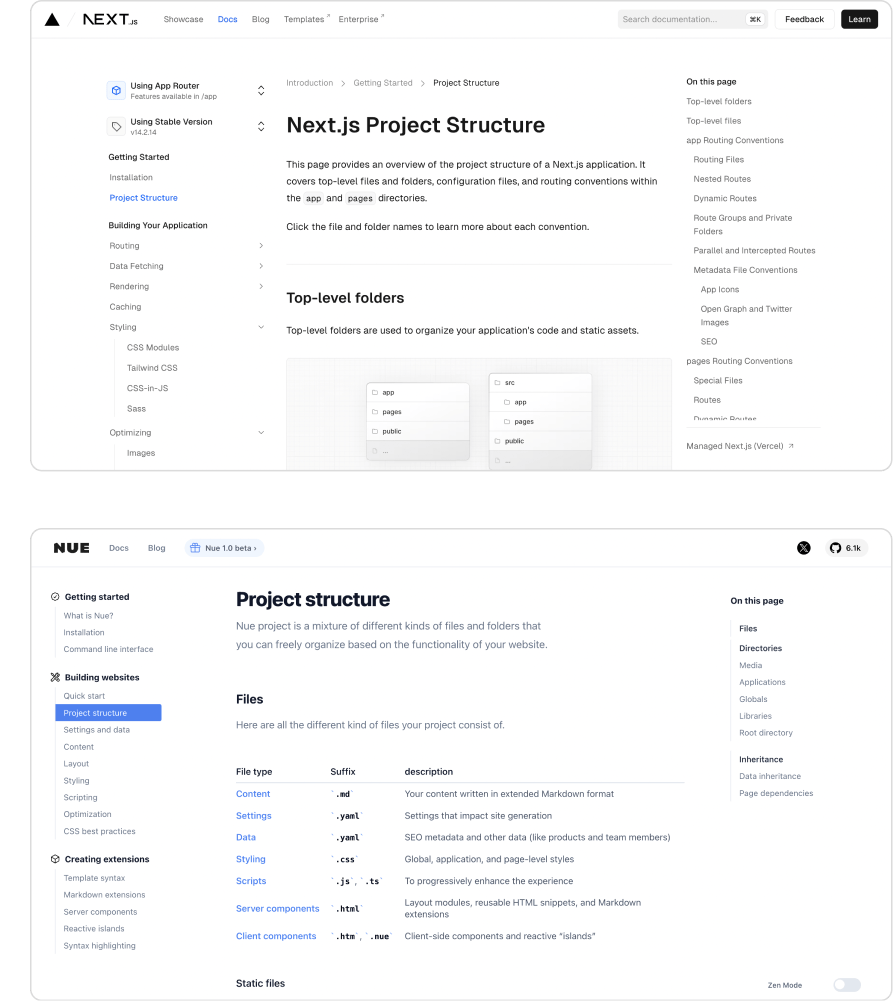 NEXT.JS
Showcase
Docs
Blog
Templates
Enterprise
Search documentation...
⌘K
Feedback
Learn
Using App Router
Features available in /app
Using Stable Version
v14.2.14
Getting Started
Installation
Project Structure
Building Your Application
Routing
Data Fetching
Rendering
Caching
Styling
CSS Modules
Tailwind CSS
CSS-in-JS
Sass
Optimizing
Images
Introduction > Getting Started > Project Structure
Next.js Project Structure
This page provides an overview of the project structure of a Next.js application. It
covers top-level files and folders, configuration files, and routing conventions within
the app and pages directories.
Click the file and folder names to learn more about each convention.
Top-level folders
Top-level folders are used to organize your application's code and static assets.
app
pages
public
...
src
app
pages
public
...
On this page
Top-level folders
Top-level files
app Routing Conventions
Routing Files
Nested Routes
Dynamic Routes
Route Groups and Private
Folders
Parallel and Intercepted Routes
Metadata File Conventions
App Icons
Open Graph and Twitter
Images
SEO
pages Routing Conventions
Special Files
Routes
Dynamic Routes
Managed Next.js (Vercel)
NUE
Docs
Blog
Nue 1.0 beta ›
6.1k
Getting started
What is Nue?
Installation
Command line interface
Building websites
Quick start
Project structure
Settings and data
Content
Layout
Styling
Scripting
Optimization
CSS best practices
Creating extensions
Template syntax
Markdown extensions
Server components
Reactive islands
Syntax highlighting
Project structure
Nue project is a mixture of different kinds of files and folders that
you can freely organize based on the functionality of your website.
Files
Here are all the different kind of files your project consist of.
File type Suffix description
Content `.md` Your content written in extended Markdown format
Settings `.yaml` Settings that impact site generation
Data `.yaml` SEO metadata and other data (like products and team members)
Styling `.css` Global, application, and page-level styles
Scripts `.js`, `.ts` To progressively enhance the experience
Server components `.html` Layout modules, reusable HTML snippets, and Markdown
extensions
Client components `.htm`, `.nue` Client-side components and reactive “islands”
Static files
On this page
Files
Directories
Media
Applications
Globals
Libraries
Root directory
Inheritance
Data inheritance
Page dependencies
Zen Mode